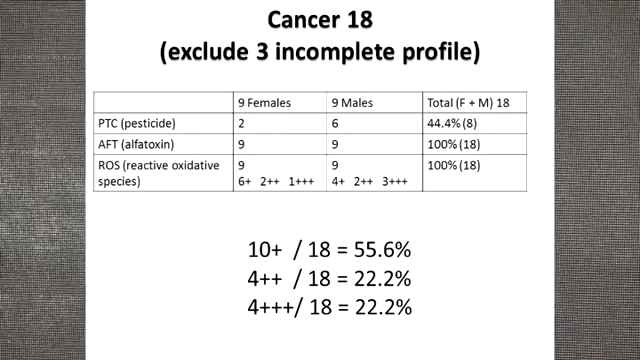 Cancer 18
(exclude 3 incomplete profile)
9 Females 9 Males Total (F + M) 18
PTC (pesticide) 2 6 44.4% (8)
AFT (alfatoxin) 9 9 100% (18)
ROS (reactive oxidative 9 9 100% (18)
species) 6+ 2++ 1+++ 4+ 2++ 3+++
10+ / 18 = 55.6%
4++ / 18 = 22.2%
4+++/ 18 = 22.2%